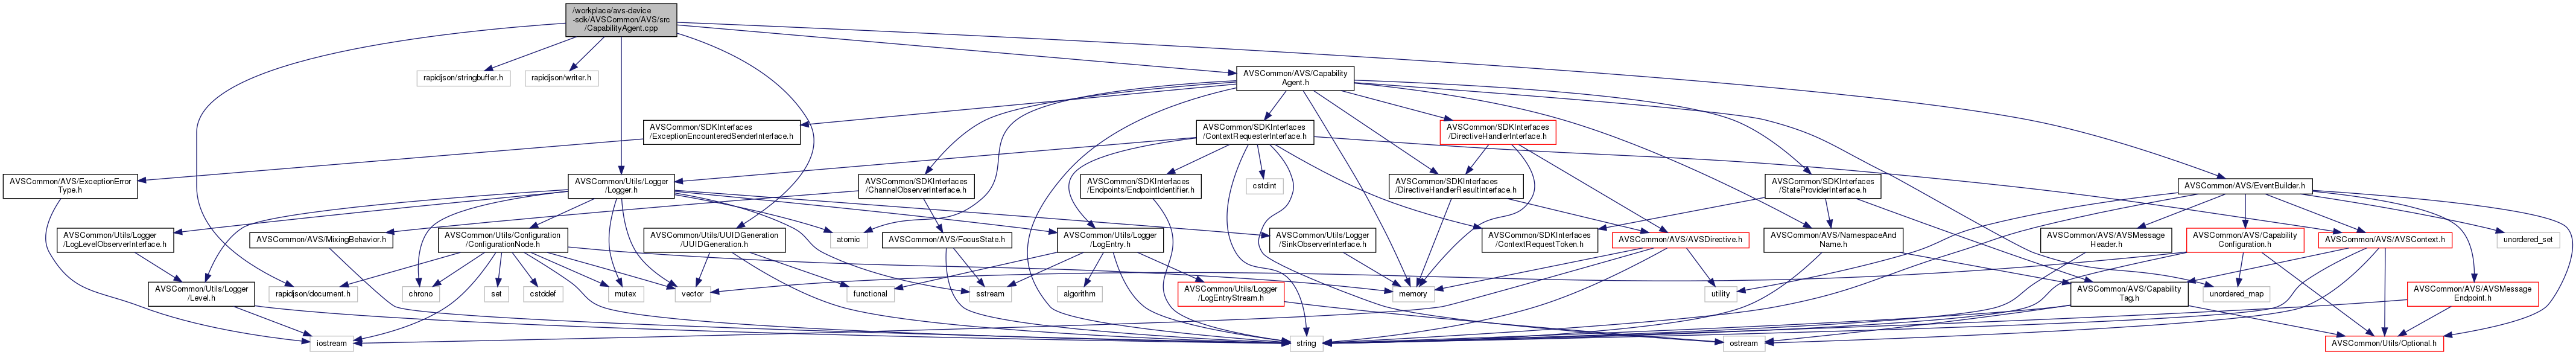 /workplace/avs-device
-sdk/AVSCommon/AVS/src
/CapabilityAgent.cpp
rapidjson/stringbuffer.h
rapidjson/writer.h
AVSCommon/AVS/Capability
Agent.h
AVSCommon/SDKInterfaces
/ExceptionEncounteredSenderInterface.h
AVSCommon/SDKInterfaces
/ContextRequesterInterface.h
AVSCommon/SDKInterfaces
/DirectiveHandlerInterface.h
AVSCommon/AVS/ExceptionError
Type.h
AVSCommon/Utils/Logger
/Logger.h
AVSCommon/SDKInterfaces
/ChannelObserverInterface.h
AVSCommon/SDKInterfaces
/Endpoints/EndpointIdentifier.h
cstdint
AVSCommon/SDKInterfaces
/DirectiveHandlerResultInterface.h
AVSCommon/SDKInterfaces
/StateProviderInterface.h
AVSCommon/AVS/EventBuilder.h
AVSCommon/Utils/Logger
/LogLevelObserverInterface.h
AVSCommon/AVS/MixingBehavior.h
AVSCommon/Utils/Configuration
/ConfigurationNode.h
AVSCommon/Utils/UUIDGeneration
/UUIDGeneration.h
atomic
AVSCommon/AVS/FocusState.h
AVSCommon/Utils/Logger
/LogEntry.h
AVSCommon/Utils/Logger
/SinkObserverInterface.h
AVSCommon/SDKInterfaces
/ContextRequestToken.h
AVSCommon/AVS/AVSDirective.h
AVSCommon/AVS/NamespaceAnd
Name.h
AVSCommon/AVS/AVSMessage
Header.h
AVSCommon/AVS/Capability
Configuration.h
AVSCommon/AVS/AVSContext.h
unordered_set
AVSCommon/Utils/Logger
/Level.h
rapidjson/document.h
chrono
set
cstddef
mutex
vector
functional
sstream
algorithm
AVSCommon/Utils/Logger
/LogEntryStream.h
memory
utility
AVSCommon/AVS/Capability
Tag.h
unordered_map
AVSCommon/AVS/AVSMessage
Endpoint.h
iostream
string
ostream
AVSCommon/Utils/Optional.h